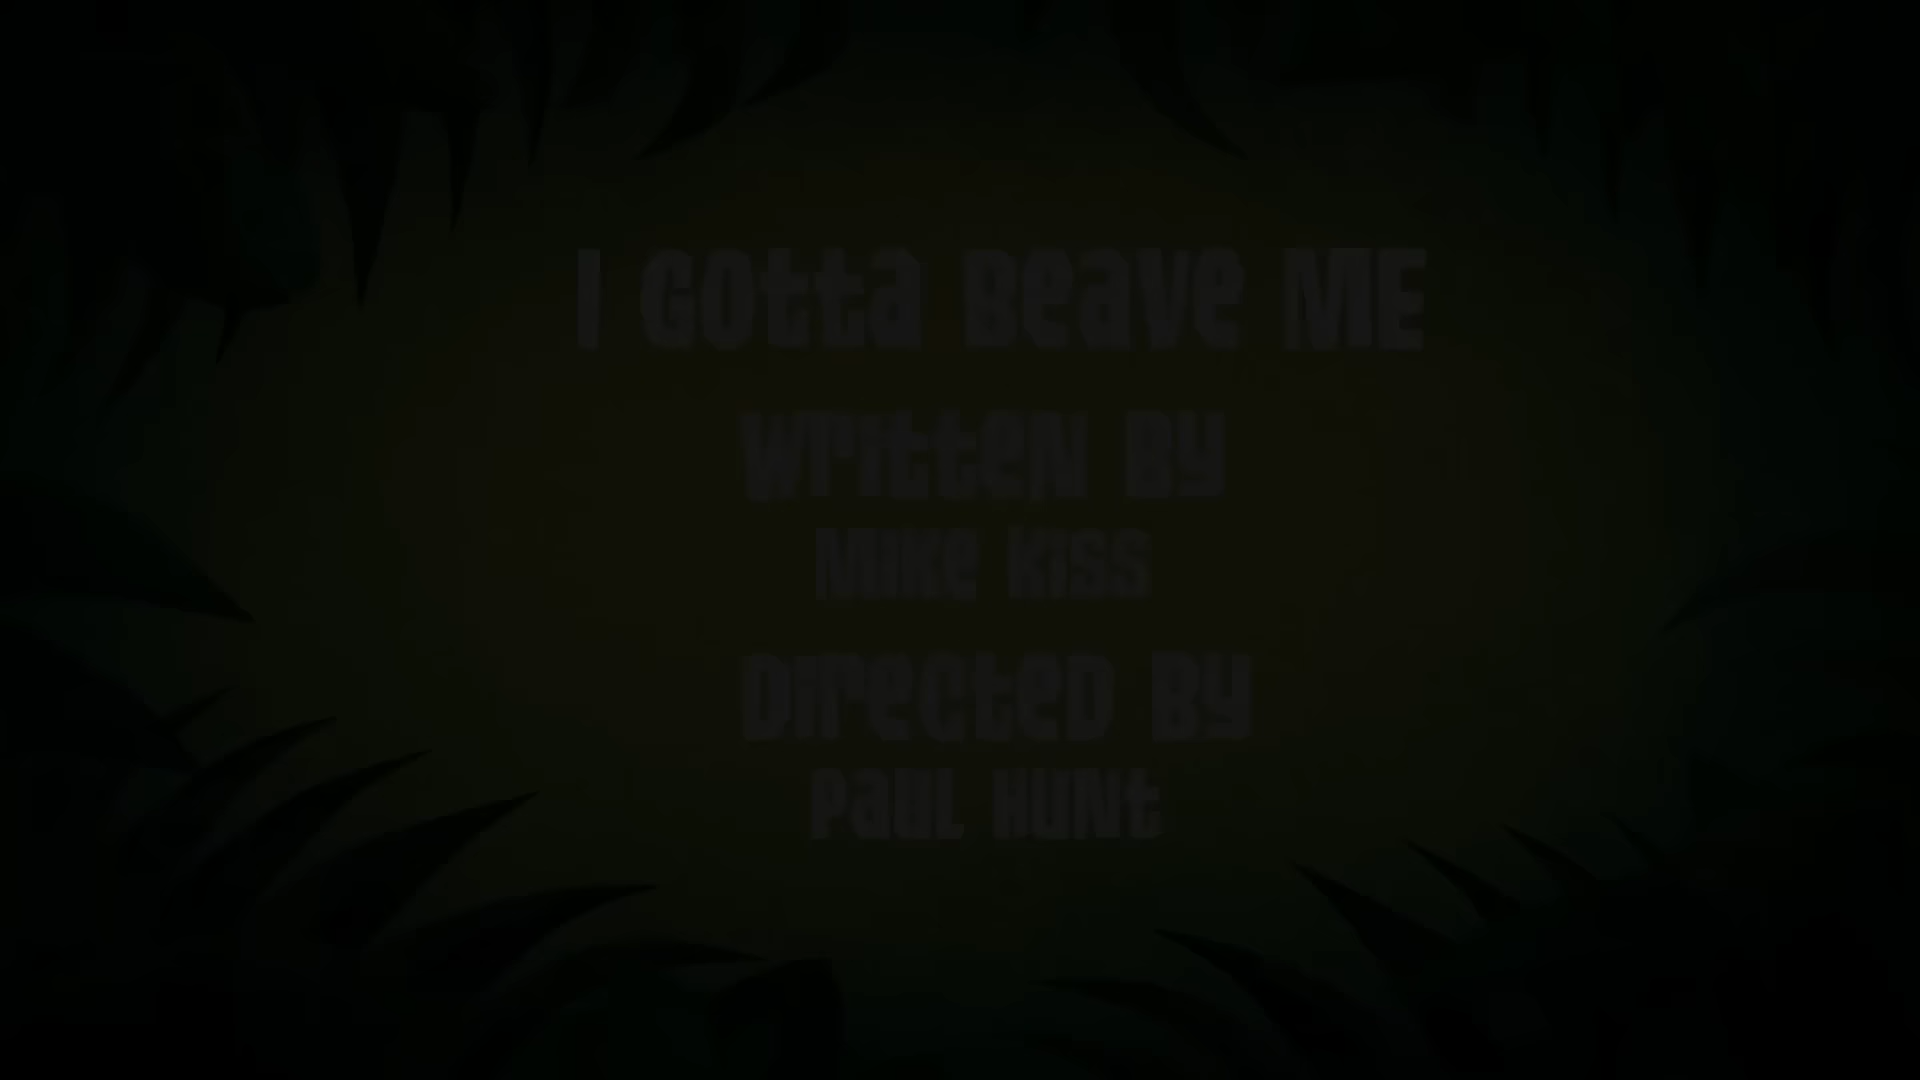 I Gotta Beave Me
Written By
Mike Kiss
Directed By
Paul Hunt